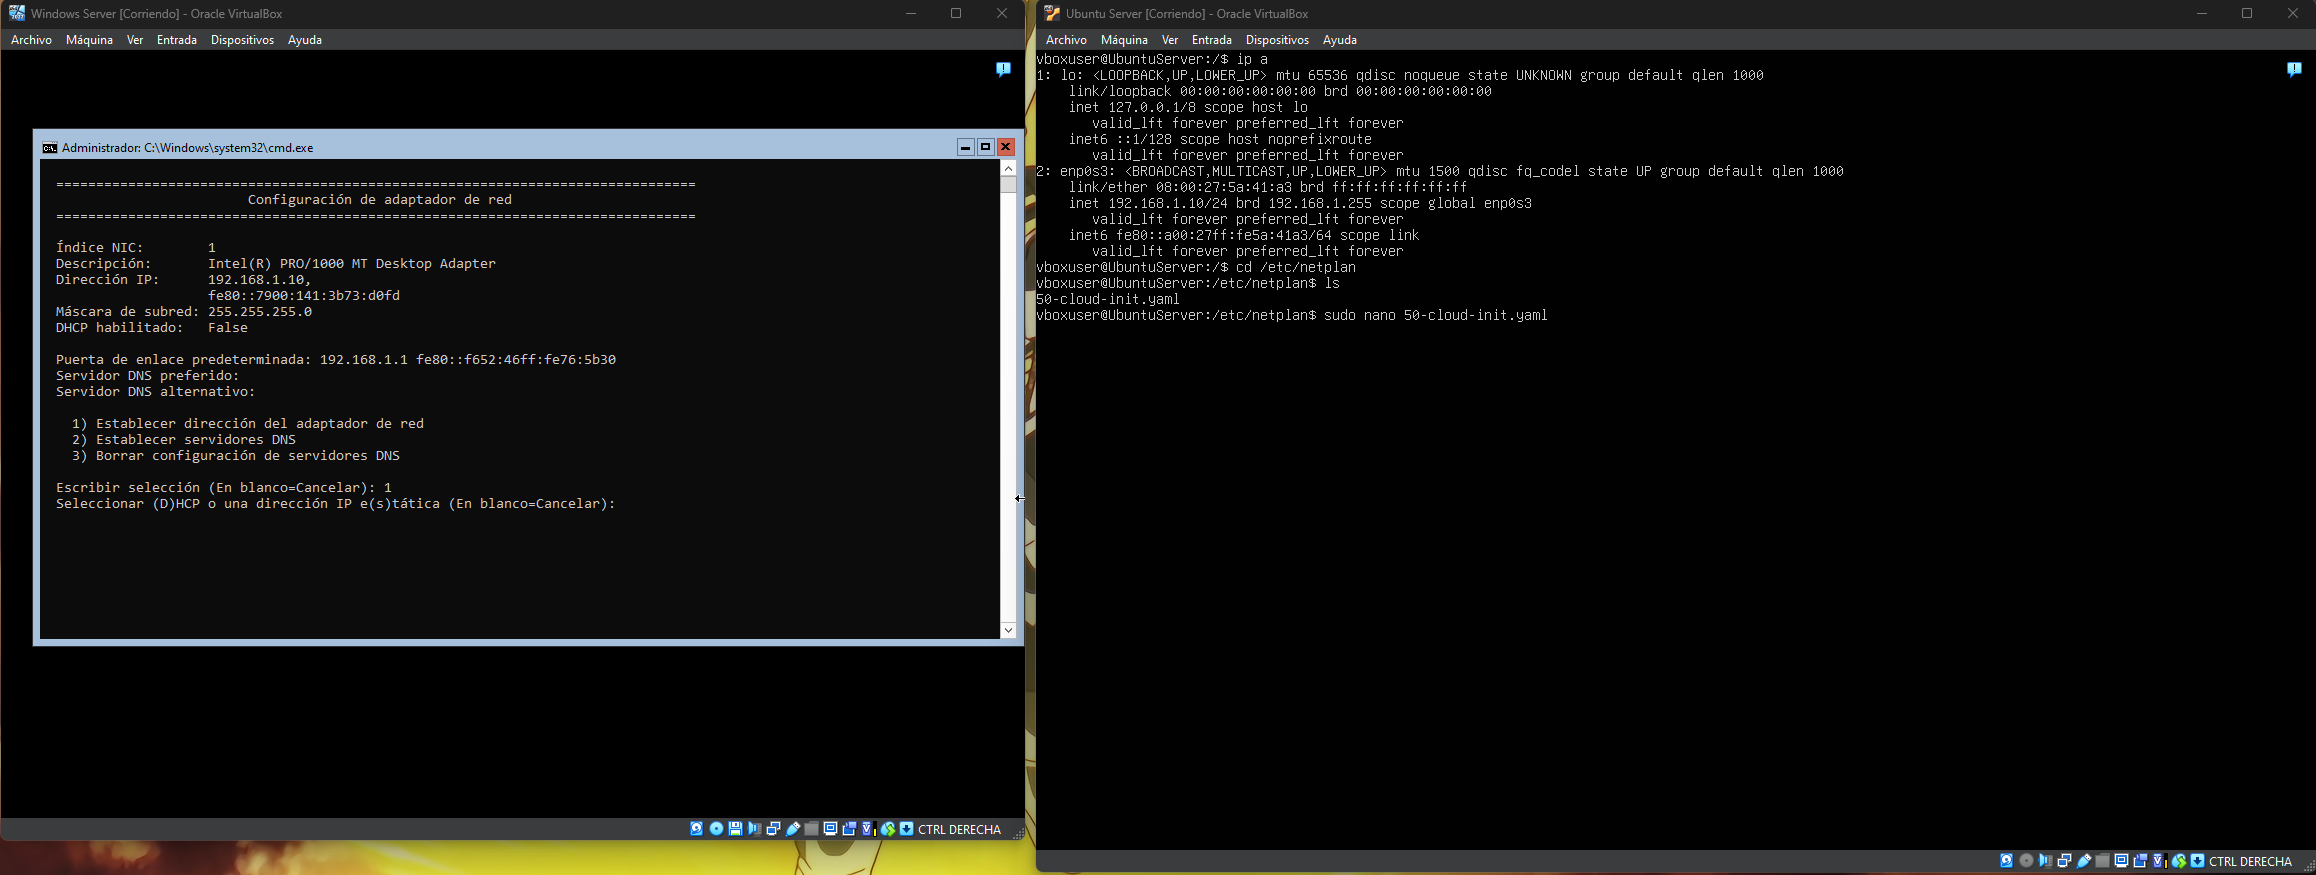 Windows Server [Corriendo] - Oracle VirtualBox
Archivo Máquina Ver Entrada Dispositivos Ayuda
Administrador: C:\Windows\system32\cmd.exe
================================================================================
Configuración de adaptador de red
================================================================================
Índice NIC: 1
Descripción: Intel(R) PRO/1000 MT Desktop Adapter
Dirección IP: 192.168.1.10,
fe80::7900:141:3b73:d0fd
Máscara de subred: 255.255.255.0
DHCP habilitado: False
Puerta de enlace predeterminada: 192.168.1.1 fe80::f652:46ff:fe76:5b30
Servidor DNS preferido:
Servidor DNS alternativo:
1) Establecer dirección del adaptador de red
2) Establecer servidores DNS
3) Borrar configuración de servidores DNS
Escribir selección (En blanco=Cancelar): 1
Seleccionar (D)HCP o una dirección IP e(s)tática (En blanco=Cancelar):
CTRL DERECHA
Ubuntu Server [Corriendo] - Oracle VirtualBox
Archivo Máquina Ver Entrada Dispositivos Ayuda
vboxuser@UbuntuServer:/$ ip a
1: lo: <LOOPBACK,UP,LOWER_UP> mtu 65536 qdisc noqueue state UNKNOWN group default qlen 1000
link/loopback 00:00:00:00:00:00 brd 00:00:00:00:00:00
inet 127.0.0.1/8 scope host lo
valid_lft forever preferred_lft forever
inet6 ::1/128 scope host noprefixroute
valid_lft forever preferred_lft forever
2: enp0s3: <BROADCAST,MULTICAST,UP,LOWER_UP> mtu 1500 qdisc fq_codel state UP group default qlen 1000
link/ether 08:00:27:5a:41:a3 brd ff:ff:ff:ff:ff:ff
inet 192.168.1.10/24 brd 192.168.1.255 scope global enp0s3
valid_lft forever preferred_lft forever
inet6 fe80::a00:27ff:fe5a:41a3/64 scope link
valid_lft forever preferred_lft forever
vboxuser@UbuntuServer:/$ cd /etc/netplan
vboxuser@UbuntuServer:/etc/netplan$ ls
50-cloud-init.yaml
vboxuser@UbuntuServer:/etc/netplan$ sudo nano 50-cloud-init.yaml
CTRL DERECHA